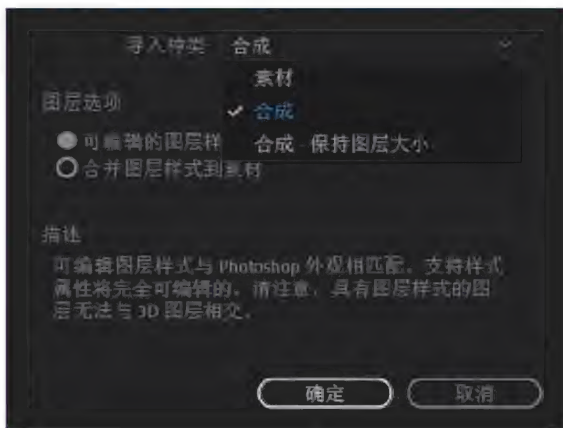 导入种类 合成
素材
图层选项
合成
可编辑的图层样
合成 - 保持图层大小
合并图层样式到素材
描述
可编辑图层样式与 Photoshop 外观相匹配。支持样式
属性将完全可编辑的。请注意，具有图层样式的图
层无法与 3D 图层相交。
确定 取消